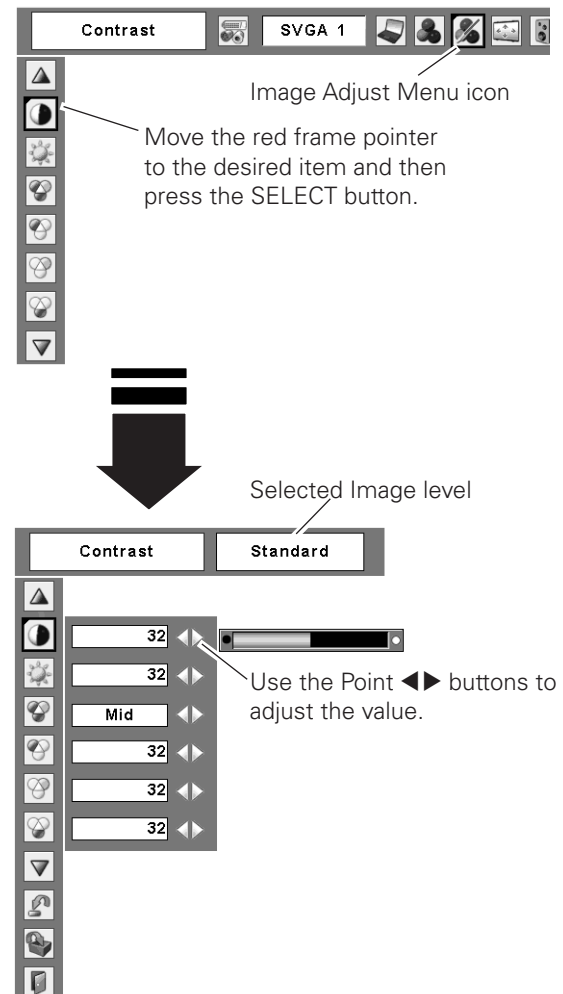 Contrast
SVGA 1
Image Adjust Menu icon
Move the red frame pointer
to the desired item and then
press the SELECT button.
Selected Image level
Contrast
Standard
32
32
Mid
32
32
32
Use the Point ◀▶ buttons to
adjust the value.